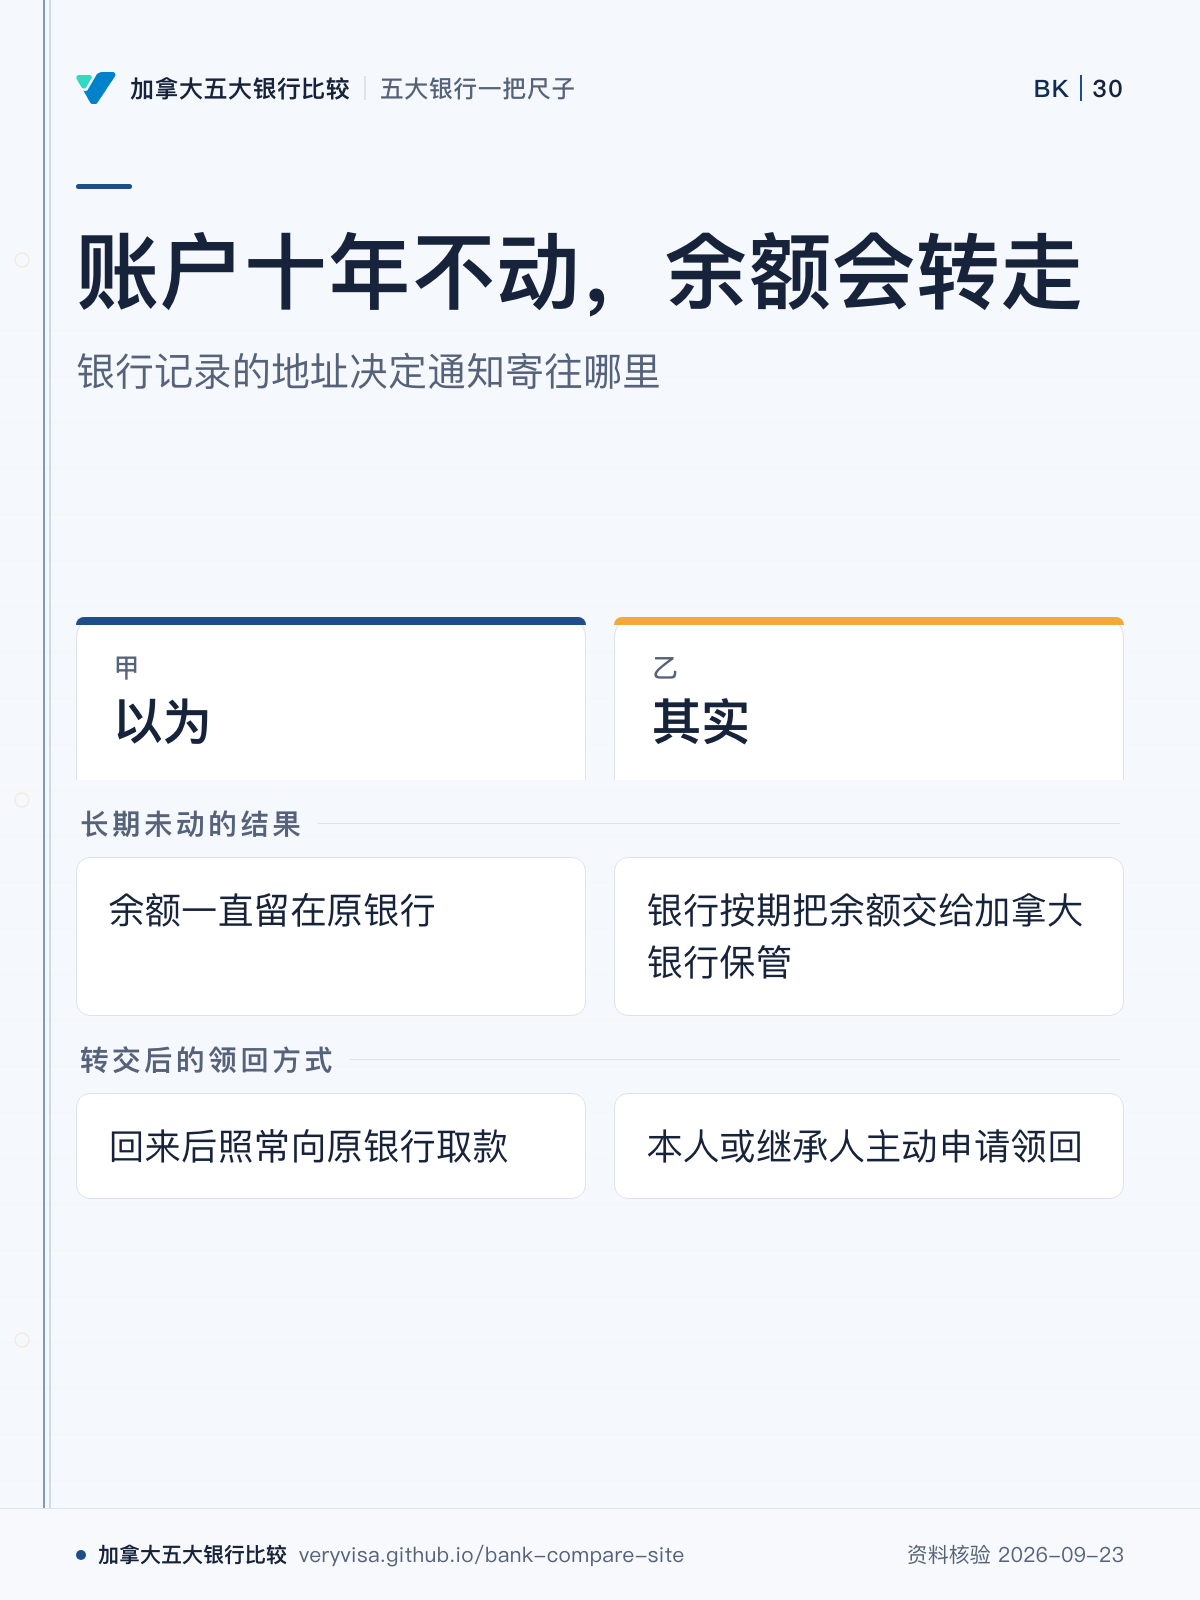 加拿大五大银行比较 | 五大银行一把尺子
BK | 30
账户十年不动，余额会转走
银行记录的地址决定通知寄往哪里
甲
以为
乙
其实
长期未动的结果
余额一直留在原银行
银行按期把余额交给加拿大
银行保管
转交后的领回方式
回来后照常向原银行取款
本人或继承人主动申请领回
加拿大五大银行比较 veryvisa.github.io/bank-compare-site
资料核验 2026-09-23